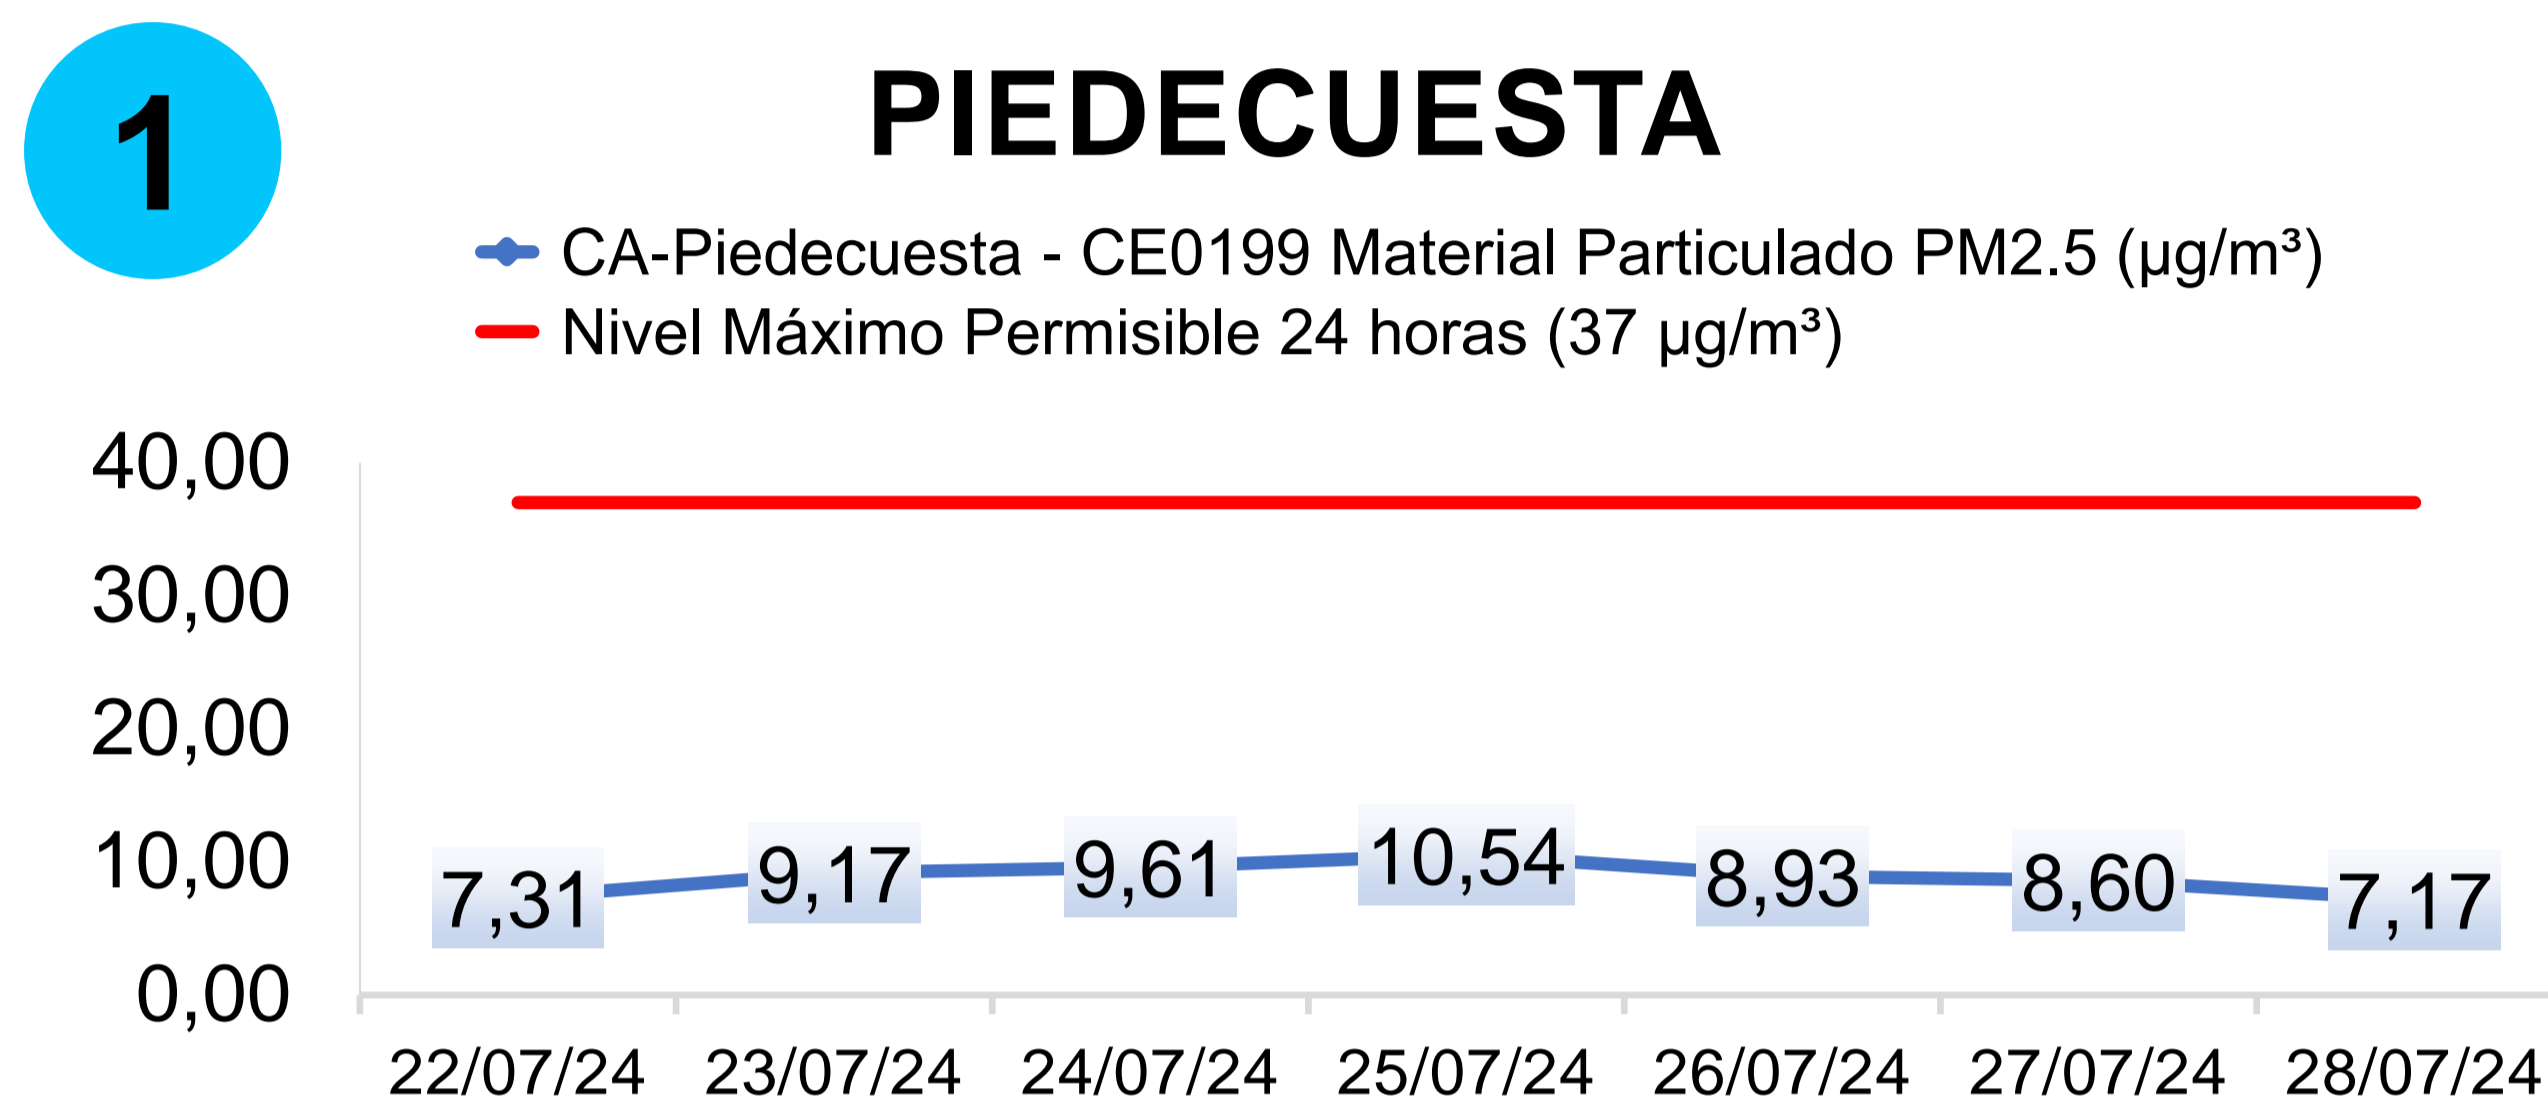 1
PIEDECUESTA
CA-Piedecuesta - CE0199 Material Particulado PM2.5 (µg/m³)
Nivel Máximo Permisible 24 horas (37 µg/m³)
40,00
30,00
20,00
10,00
0,00
7,31 9,17 9,61 10,54 8,93 8,60 7,17
22/07/24 23/07/24 24/07/24 25/07/24 26/07/24 27/07/24 28/07/24